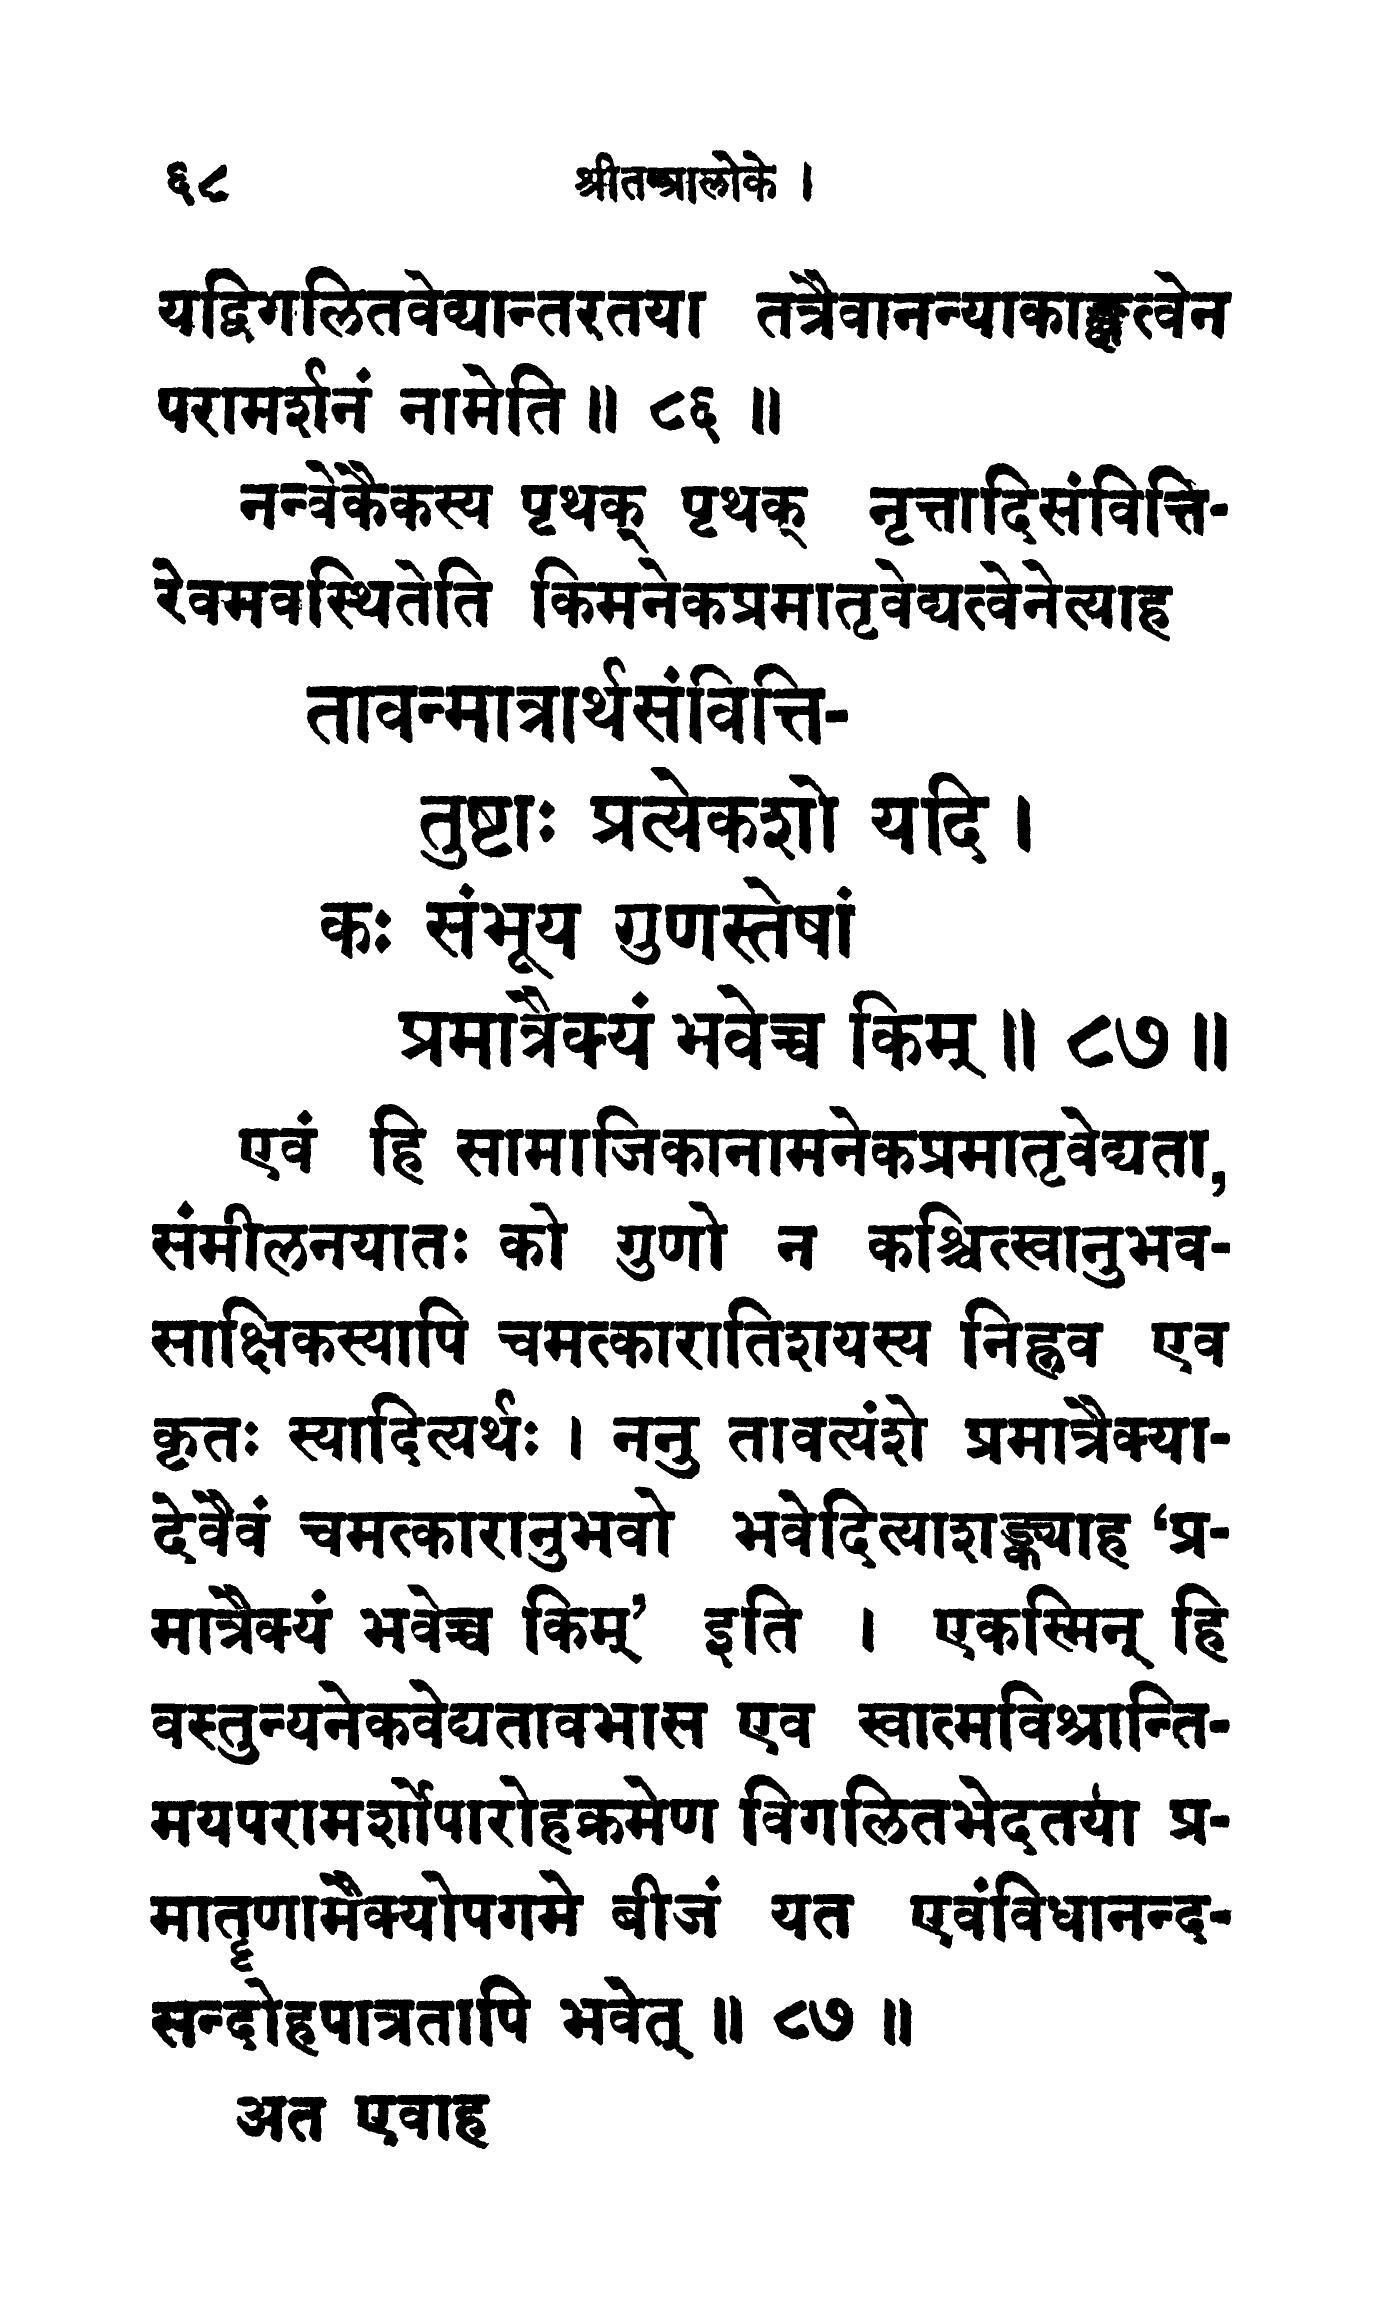 ६८ श्रीतन्त्रालोके ।
यद्विगलितवेद्यान्तरतया तत्रैवानन्याकाङ्क्षत्वेन
परामर्शनं नामेति ॥ ८६ ॥
नन्त्रेकैकस्य पृथक् पृथक् नृत्तादिसंवित्ति-
रेवमवस्थितेति किमनेकप्रमातृवेद्यत्वेनेत्याह
तावन्मात्रार्थसंवित्ति-
तुष्टाः प्रत्येकशो यदि ।
कः संभूय गुणस्तेषां
प्रमात्रैक्यं भवेच्च किम् ॥ ८७ ॥
एवं हि सामाजिकानामनेकप्रमातृवेद्यता,
संमीलनयातः को गुणो न कश्चित्स्वानुभव-
साक्षिकस्यापि चमत्कारातिशयस्य निह्नव एव
कृतः स्यादित्यर्थः । ननु तावत्यंशे प्रमात्रैक्या-
देवैवं चमत्कारानुभवो भवेदित्याशङ्क्याह ‘प्र-
मात्रैक्यं भवेच्च किम्’ इति । एकस्मिन् हि
वस्तुन्यनेकवेद्यतावभास एव स्वात्मविश्रान्ति-
मयपरामर्शोपारोहक्रमेण विगलितभेदतया प्र-
मातॄणामैक्योपगमे बीजं यत एवंविधानन्द-
सन्दोहपात्रतापि भवेत् ॥ ८७ ॥
अत एवाह